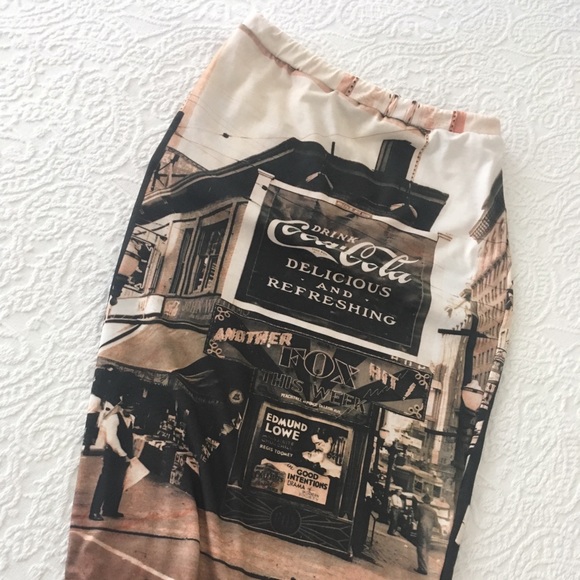 DRINK
Coca-Cola
DELICIOUS
AND
REFRESHING
ANOTHER
FOX
HIT!
THIS WEEK
EDMUND
LOWE
GOOD
INTENTIONS